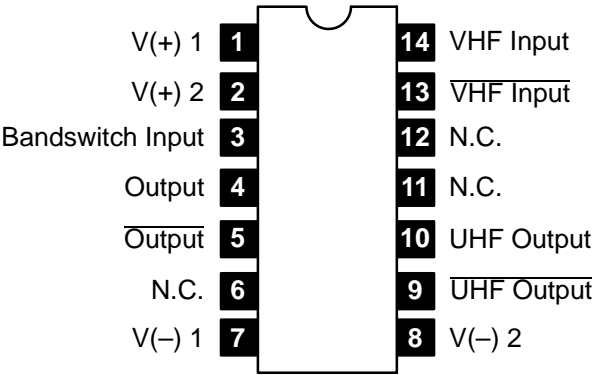 V(+) 1 1 14 VHF Input
V(+) 2 2 13 VHF Input
Bandswitch Input 3 12 N.C.
Output 4 11 N.C.
Output 5 10 UHF Output
N.C. 6 9 UHF Output
V(–) 1 7 8 V(–) 2